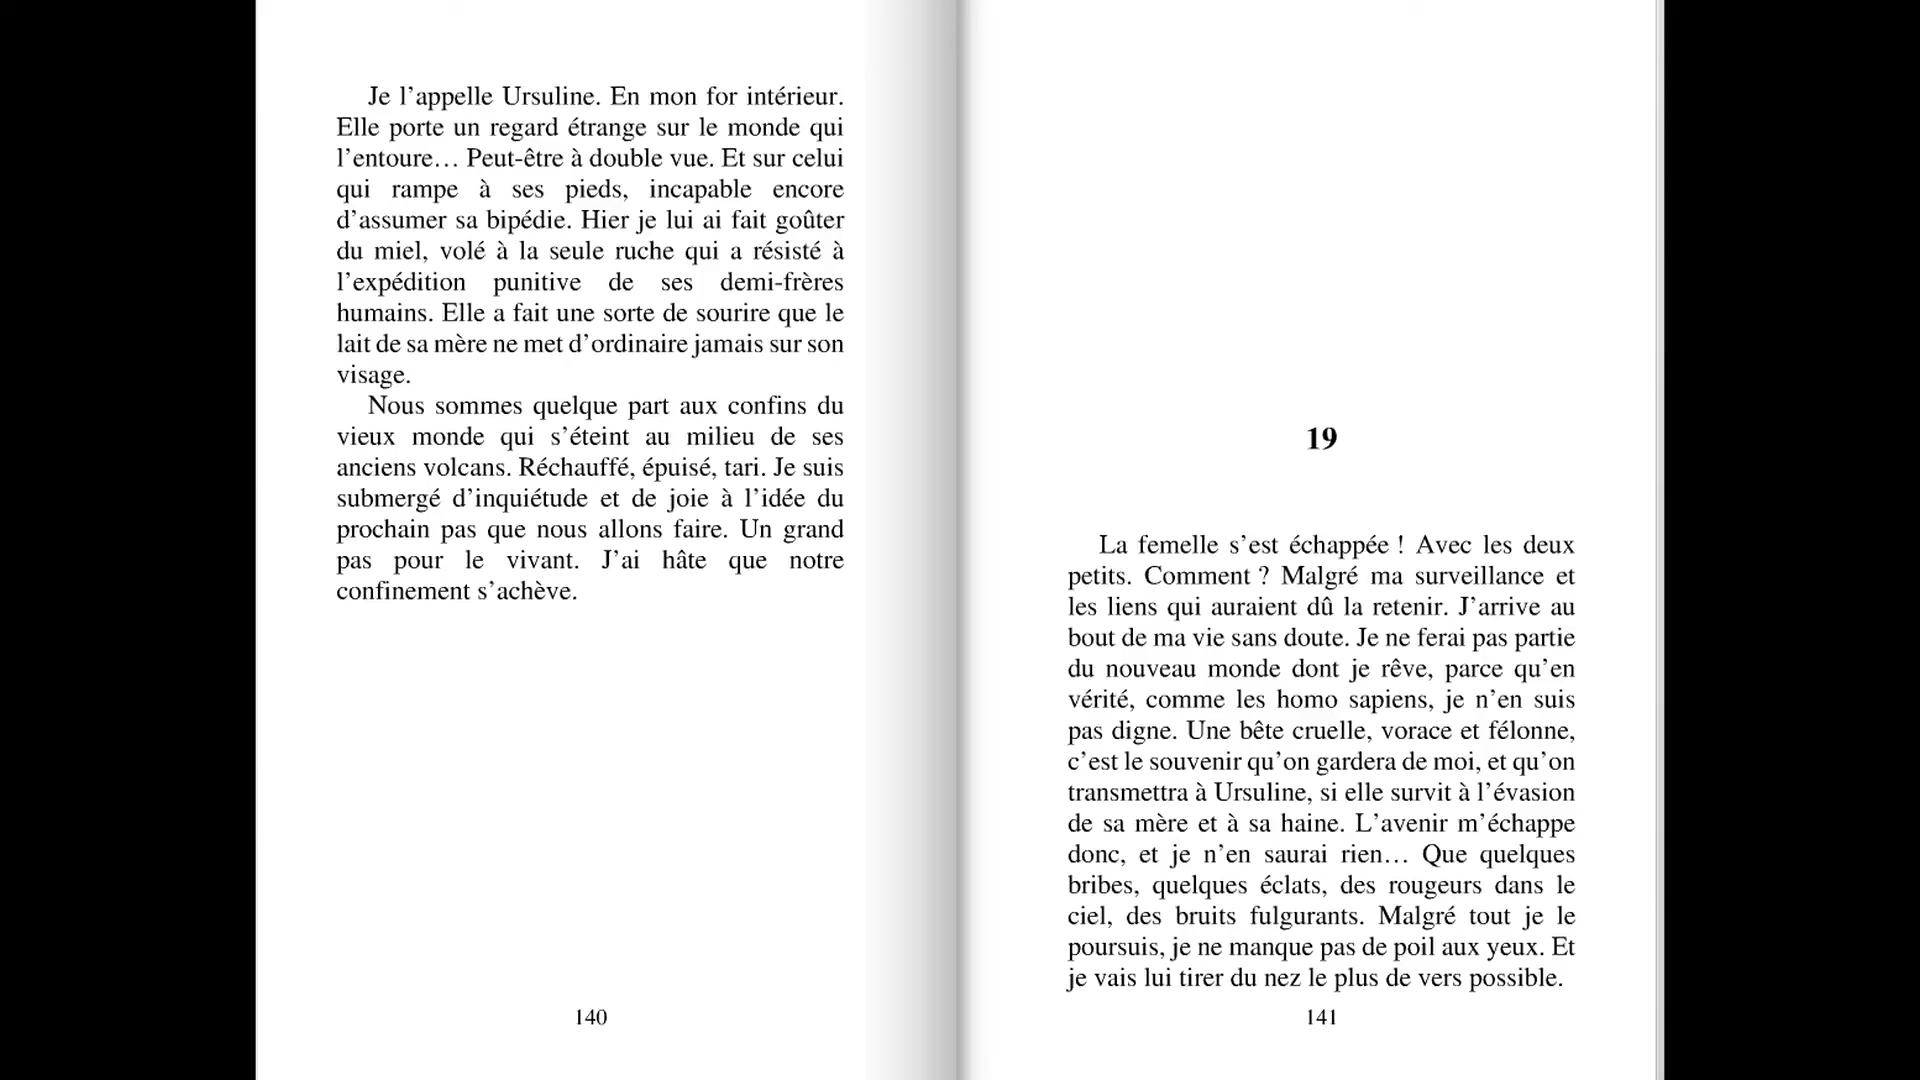 Je l’appelle Ursuline. En mon for intérieur.
Elle porte un regard étrange sur le monde qui
l’entoure… Peut-être à double vue. Et sur celui
qui rampe à ses pieds, incapable encore
d’assumer sa bipédie. Hier je lui ai fait goûter
du miel, volé à la seule ruche qui a résisté à
l’expédition punitive de ses demi-frères
humains. Elle a fait une sorte de sourire que le
lait de sa mère ne met d’ordinaire jamais sur son
visage.
Nous sommes quelque part aux confins du
vieux monde qui s’éteint au milieu de ses
anciens volcans. Réchauffé, épuisé, tari. Je suis
submergé d’inquiétude et de joie à l’idée du
prochain pas que nous allons faire. Un grand
pas pour le vivant. J’ai hâte que notre
confinement s’achève.
140
19
La femelle s’est échappée ! Avec les deux
petits. Comment ? Malgré ma surveillance et
les liens qui auraient dû la retenir. J’arrive au
bout de ma vie sans doute. Je ne ferai pas partie
du nouveau monde dont je rêve, parce qu’en
vérité, comme les homo sapiens, je n’en suis
pas digne. Une bête cruelle, vorace et félonne,
c’est le souvenir qu’on gardera de moi, et qu’on
transmettra à Ursuline, si elle survit à l’évasion
de sa mère et à sa haine. L’avenir m’échappe
donc, et je n’en saurai rien… Que quelques
bribes, quelques éclats, des rougeurs dans le
ciel, des bruits fulgurants. Malgré tout je le
poursuis, je ne manque pas de poil aux yeux. Et
je vais lui tirer du nez le plus de vers possible.
141